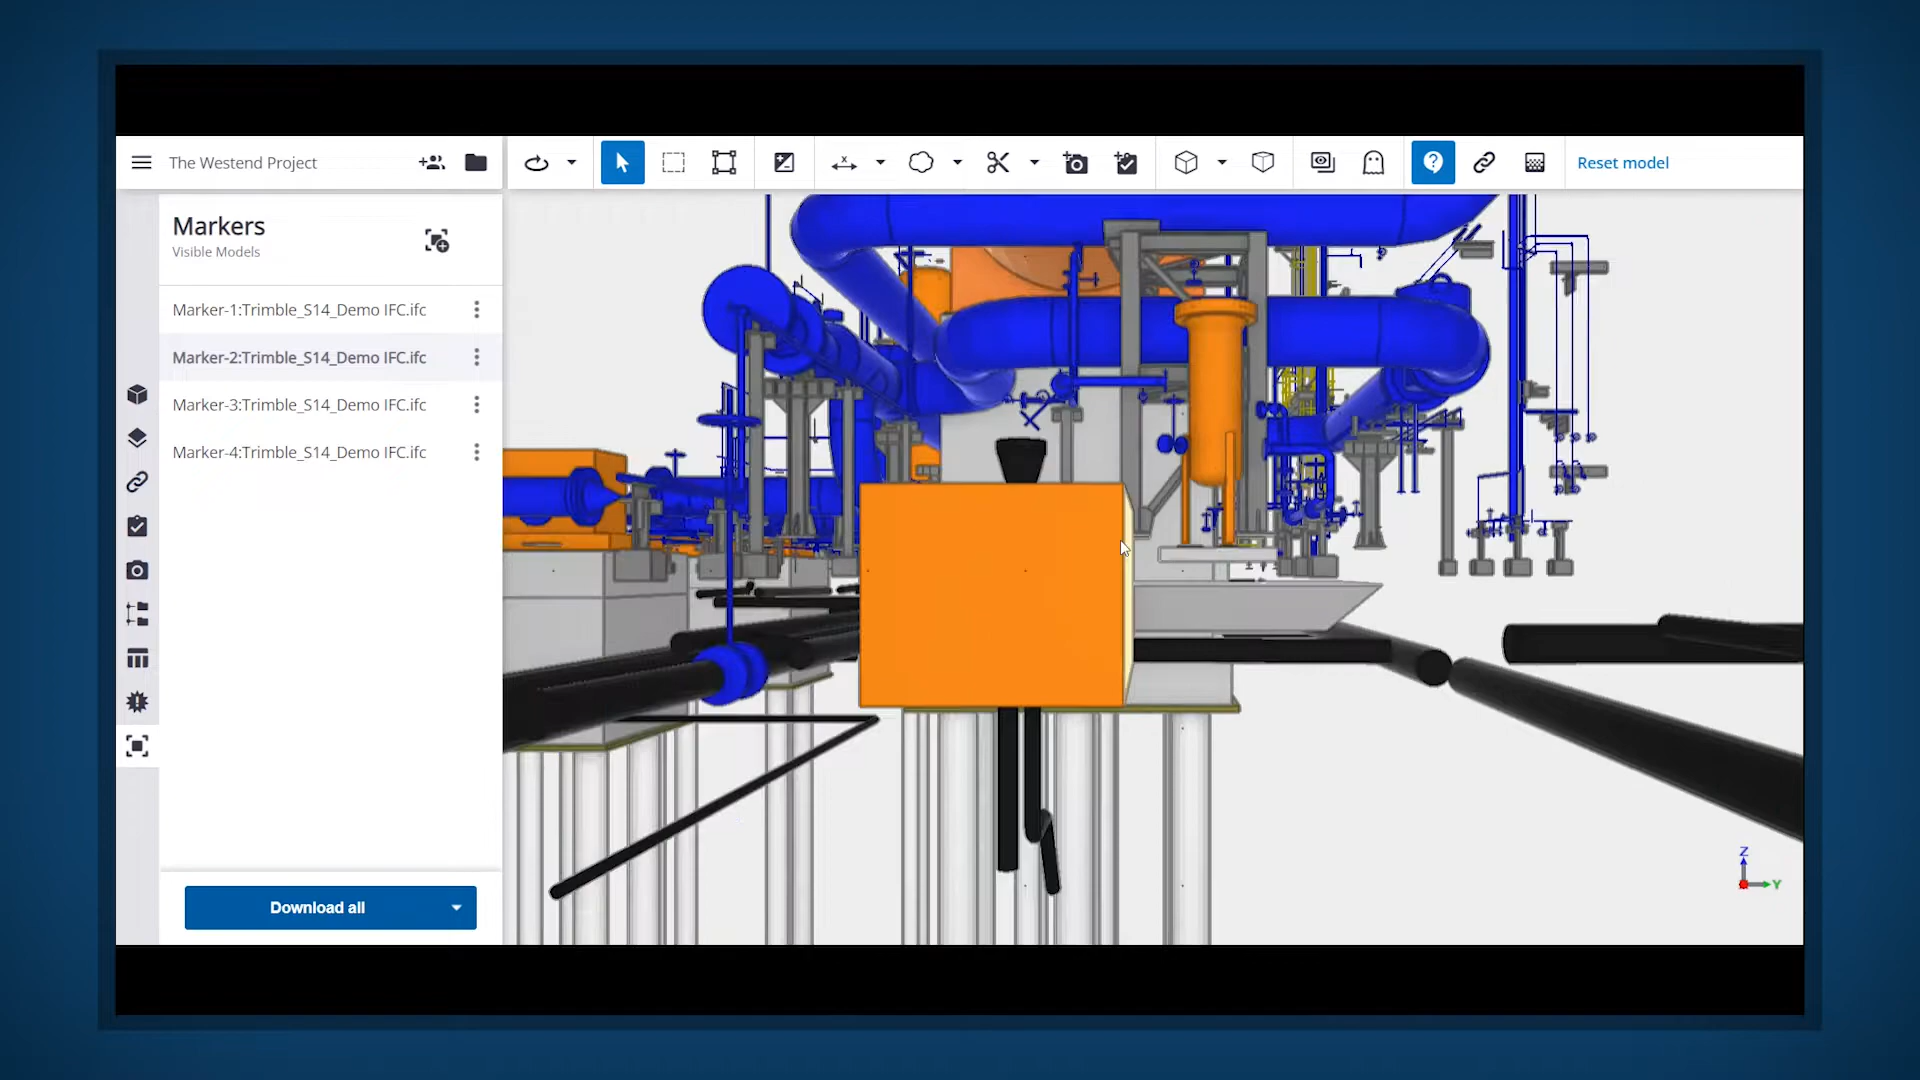 The Westend Project
Reset model
Markers
Visible Models
Marker-1:Trimble_S14_Demo IFC.ifc
Marker-2:Trimble_S14_Demo IFC.ifc
Marker-3:Trimble_S14_Demo IFC.ifc
Marker-4:Trimble_S14_Demo IFC.ifc
Download all
Z
Y